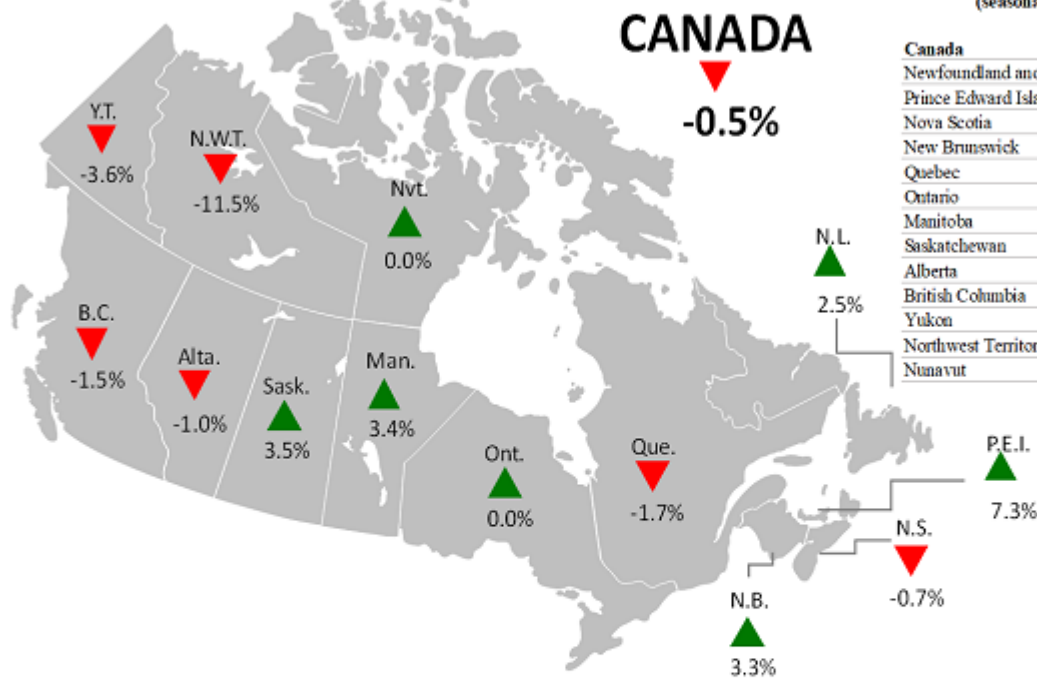 (seasona
CANADA
-0.5%
Canada
Newfoundland and
Prince Edward Isla
Nova Scotia
New Brunswick
Quebec
Ontario
Manitoba
Saskatchewan
Alberta
British Columbia
Yukon
Northwest Territor
Nunavut
Y.T.
-3.6%
N.W.T.
-11.5%
Nvt.
0.0%
N.L.
2.5%
B.C.
-1.5%
Alta.
-1.0%
Sask.
3.5%
Man.
3.4%
Ont.
0.0%
Que.
-1.7%
P.E.I.
7.3%
N.S.
-0.7%
N.B.
3.3%